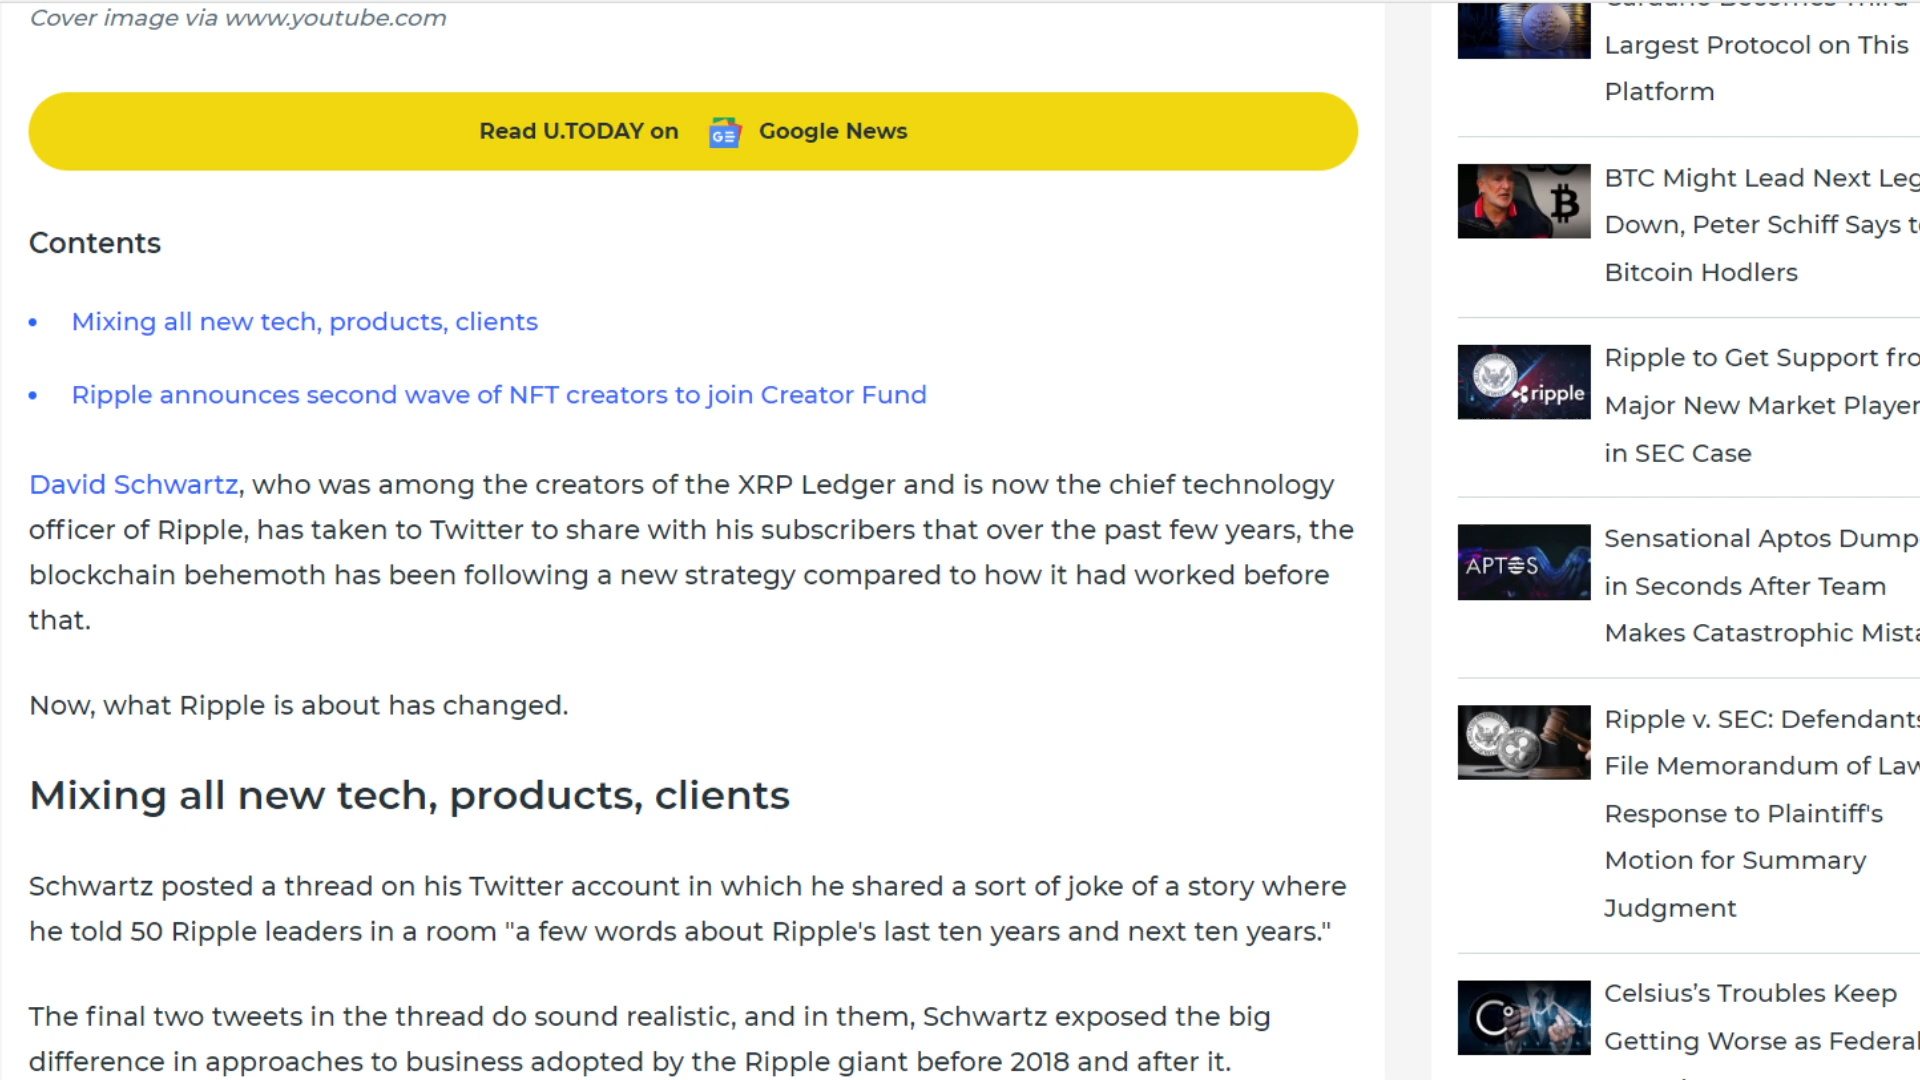 Cover image via www.youtube.com
Read U.TODAY on Google News
Contents
• Mixing all new tech, products, clients
• Ripple announces second wave of NFT creators to join Creator Fund
David Schwartz, who was among the creators of the XRP Ledger and is now the chief technology
officer of Ripple, has taken to Twitter to share with his subscribers that over the past few years, the
blockchain behemoth has been following a new strategy compared to how it had worked before
that.
Now, what Ripple is about has changed.
Mixing all new tech, products, clients
Schwartz posted a thread on his Twitter account in which he shared a sort of joke of a story where
he told 50 Ripple leaders in a room "a few words about Ripple's last ten years and next ten years."
The final two tweets in the thread do sound realistic, and in them, Schwartz exposed the big
difference in approaches to business adopted by the Ripple giant before 2018 and after it.
Largest Protocol on This
Platform
BTC Might Lead Next Leg
Down, Peter Schiff Says
Bitcoin Hodlers
ripple
Ripple to Get Support
Major New Market Player
in SEC Case
APTOS
Sensational Aptos Dump
in Seconds After Team
Makes Catastrophic
Ripple v. SEC: Defendants
File Memorandum of Law
Response to Plaintiff's
Motion for Summary
Judgment
Celsius’s Troubles Keep
Getting Worse as Federal